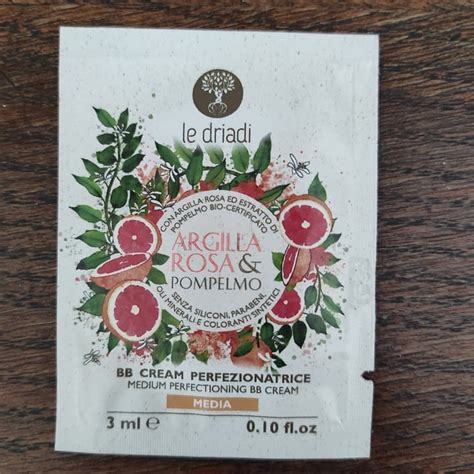 le driadi
CON ARGILLA ROSA ED ESTRATTO DI
POMPELMO BIO-CERTIFICATO
ARGILLA
ROSA &
POMPELMO
SENZA SILICONI, PARABENI,
OLI MINERALI E COLORANTI SINTETICI
BB CREAM PERFEZIONATRICE
MEDIUM PERFECTIONING BB CREAM
MEDIA
3 ml ℮ 0.10 fl.oz